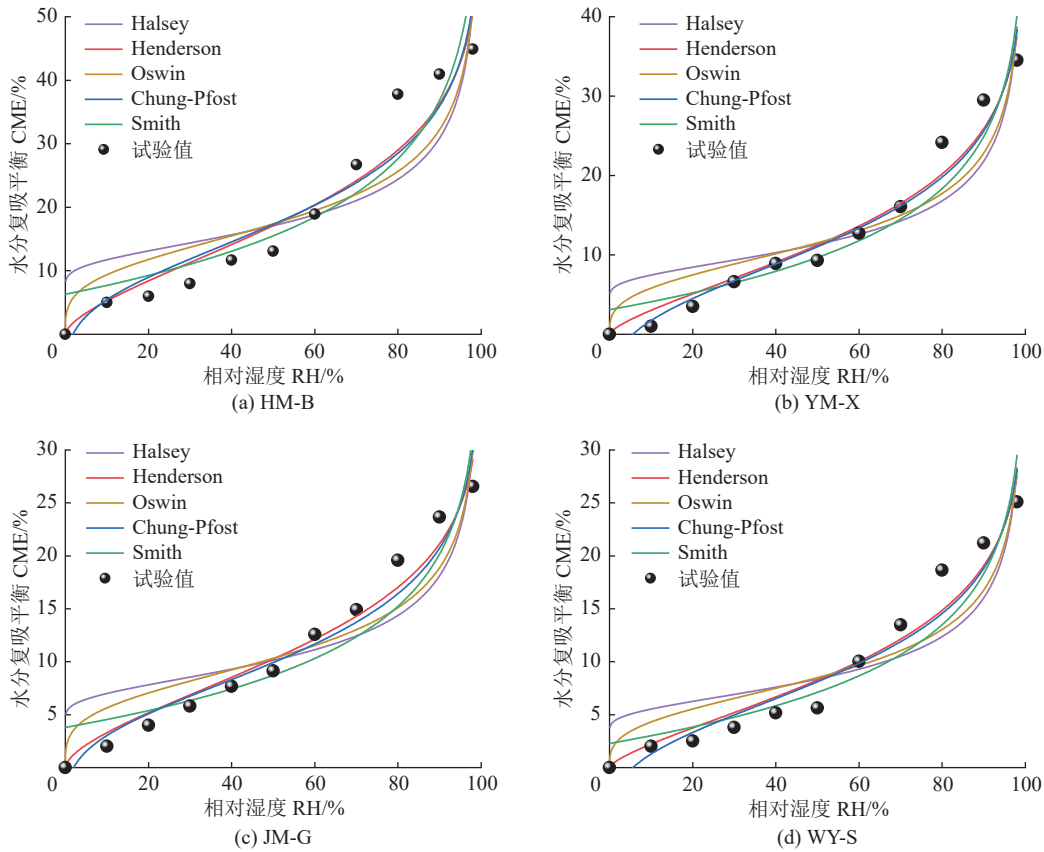 50
40
30
20
10
0
20
40
60
80
100
水分复吸平衡 CME/%
相对湿度 RH/%
Halsey
Henderson
Oswin
Chung-Pfost
Smith
试验值
(a) HM-B
40
30
20
10
0
20
40
60
80
100
水分复吸平衡 CME/%
相对湿度 RH/%
Halsey
Henderson
Oswin
Chung-Pfost
Smith
试验值
(b) YM-X
30
25
20
15
10
5
0
20
40
60
80
100
水分复吸平衡 CME/%
相对湿度 RH/%
Halsey
Henderson
Oswin
Chung-Pfost
Smith
试验值
(c) JM-G
30
25
20
15
10
5
0
20
40
60
80
100
水分复吸平衡 CME/%
相对湿度 RH/%
Halsey
Henderson
Oswin
Chung-Pfost
Smith
试验值
(d) WY-S